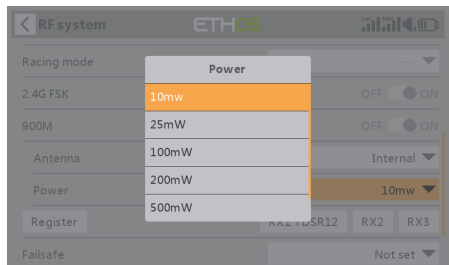 RF system ETHOS
Racing mode ---
Power
2.4G FSK OFF ON
10mw
900M OFF ON
25mW
Antenna Internal
100mW
Power 10mw
200mW
Register RX1 TDSR12 RX2 RX3
500mW
Failsafe Not set